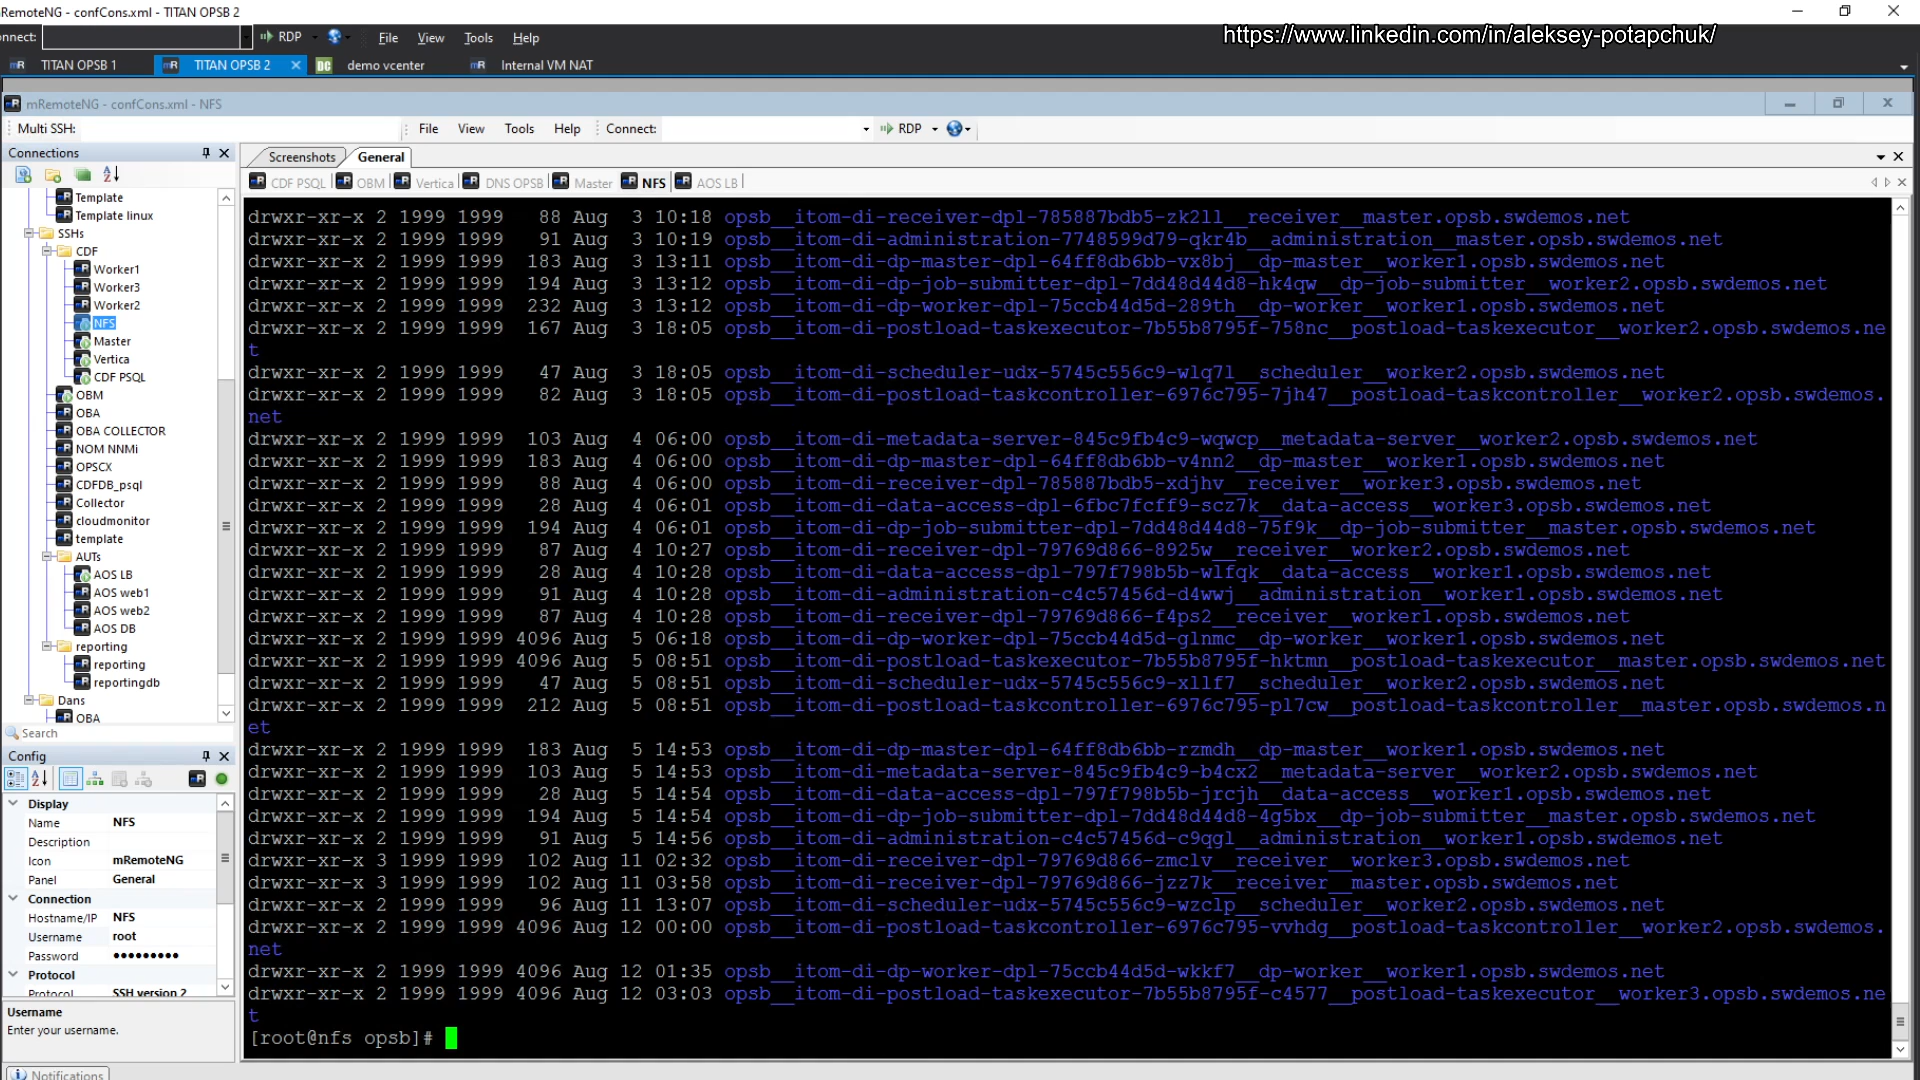 mRemoteNG - confCons.xml - TITAN OPSB 2
nnect: RDP File View Tools Help
https://www.linkedin.com/in/aleksey-potapchuk/
TITAN OPSB 1 TITAN OPSB 2 demo vcenter Internal VM NAT
mRemoteNG - confCons.xml - NFS
Multi SSH: File View Tools Help Connect: RDP
Connections
Screenshots General
CDF PSQL OBM Vertica DNS OPSB Master NFS AOS LB
Template
Template linux
SSHs
CDF
Worker1
Worker3
Worker2
NFS
Master
Vertica
CDF PSQL
OBM
OBA
OBA COLLECTOR
NOM NNMi
OPSCX
CDFDB_psql
Collector
cloudmonitor
template
AUTs
AOS LB
AOS web1
AOS web2
AOS DB
reporting
reporting
reportingdb
Dans
OBA
Search
Config
Display
Name NFS
Description
Icon mRemoteNG
Panel General
Connection
Hostname/IP NFS
Username root
Password •••••••••
Protocol
Protocol SSH version 2
Username
Enter your username.
Notifications
drwxr-xr-x 2 1999 1999   88 Aug  3 10:18 opsb__itom-di-receiver-dpl-785887bdb5-zk2ll__receiver__master.opsb.swdemos.net
drwxr-xr-x 2 1999 1999   91 Aug  3 10:19 opsb__itom-di-administration-7748599d79-qkr4b__administration__master.opsb.swdemos.net
drwxr-xr-x 2 1999 1999  183 Aug  3 13:11 opsb__itom-di-dp-master-dpl-64ff8db6bb-vx8bj__dp-master__worker1.opsb.swdemos.net
drwxr-xr-x 2 1999 1999  194 Aug  3 13:12 opsb__itom-di-dp-job-submitter-dpl-7dd48d44d8-hk4qw__dp-job-submitter__worker2.opsb.swdemos.net
drwxr-xr-x 2 1999 1999  232 Aug  3 13:12 opsb__itom-di-dp-worker-dpl-75ccb44d5d-289th__dp-worker__worker1.opsb.swdemos.net
drwxr-xr-x 2 1999 1999  167 Aug  3 18:05 opsb__itom-di-postload-taskexecutor-7b55b8795f-758nc__postload-taskexecutor__worker2.opsb.swdemos.ne
t
drwxr-xr-x 2 1999 1999   47 Aug  3 18:05 opsb__itom-di-scheduler-udx-5745c556c9-wlq7l__scheduler__worker2.opsb.swdemos.net
drwxr-xr-x 2 1999 1999   82 Aug  3 18:05 opsb__itom-di-postload-taskcontroller-6976c795-7jh47__postload-taskcontroller__worker2.opsb.swdemos.
net
drwxr-xr-x 2 1999 1999  103 Aug  4 06:00 opsb__itom-di-metadata-server-845c9fb4c9-wqwcp__metadata-server__worker2.opsb.swdemos.net
drwxr-xr-x 2 1999 1999  183 Aug  4 06:00 opsb__itom-di-dp-master-dpl-64ff8db6bb-v4nn2__dp-master__worker1.opsb.swdemos.net
drwxr-xr-x 2 1999 1999   88 Aug  4 06:00 opsb__itom-di-receiver-dpl-785887bdb5-xdjhv__receiver__worker3.opsb.swdemos.net
drwxr-xr-x 2 1999 1999   28 Aug  4 06:01 opsb__itom-di-data-access-dpl-6fbc7fcff9-scz7k__data-access__worker3.opsb.swdemos.net
drwxr-xr-x 2 1999 1999  194 Aug  4 06:01 opsb__itom-di-dp-job-submitter-dpl-7dd48d44d8-75f9k__dp-job-submitter__master.opsb.swdemos.net
drwxr-xr-x 2 1999 1999   87 Aug  4 10:27 opsb__itom-di-receiver-dpl-79769d866-8925w__receiver__worker2.opsb.swdemos.net
drwxr-xr-x 2 1999 1999   28 Aug  4 10:28 opsb__itom-di-data-access-dpl-797f798b5b-wlfqk__data-access__worker1.opsb.swdemos.net
drwxr-xr-x 2 1999 1999   91 Aug  4 10:28 opsb__itom-di-administration-c4c57456d-d4wwj__administration__worker1.opsb.swdemos.net
drwxr-xr-x 2 1999 1999   87 Aug  4 10:28 opsb__itom-di-receiver-dpl-79769d866-f4ps2__receiver__worker1.opsb.swdemos.net
drwxr-xr-x 2 1999 1999 4096 Aug  5 06:18 opsb__itom-di-dp-worker-dpl-75ccb44d5d-glnmc__dp-worker__worker1.opsb.swdemos.net
drwxr-xr-x 2 1999 1999 4096 Aug  5 08:51 opsb__itom-di-postload-taskexecutor-7b55b8795f-hktmn__postload-taskexecutor__master.opsb.swdemos.net
drwxr-xr-x 2 1999 1999   47 Aug  5 08:51 opsb__itom-di-scheduler-udx-5745c556c9-xllf7__scheduler__worker2.opsb.swdemos.net
drwxr-xr-x 2 1999 1999  212 Aug  5 08:51 opsb__itom-di-postload-taskcontroller-6976c795-pl7cw__postload-taskcontroller__master.opsb.swdemos.n
et
drwxr-xr-x 2 1999 1999  183 Aug  5 14:53 opsb__itom-di-dp-master-dpl-64ff8db6bb-rzmdh__dp-master__worker1.opsb.swdemos.net
drwxr-xr-x 2 1999 1999  103 Aug  5 14:53 opsb__itom-di-metadata-server-845c9fb4c9-b4cx2__metadata-server__worker2.opsb.swdemos.net
drwxr-xr-x 2 1999 1999   28 Aug  5 14:54 opsb__itom-di-data-access-dpl-797f798b5b-jrcjh__data-access__worker1.opsb.swdemos.net
drwxr-xr-x 2 1999 1999  194 Aug  5 14:54 opsb__itom-di-dp-job-submitter-dpl-7dd48d44d8-4g5bx__dp-job-submitter__master.opsb.swdemos.net
drwxr-xr-x 2 1999 1999   91 Aug  5 14:56 opsb__itom-di-administration-c4c57456d-c9qgl__administration__worker1.opsb.swdemos.net
drwxr-xr-x 3 1999 1999  102 Aug 11 02:32 opsb__itom-di-receiver-dpl-79769d866-zmclv__receiver__worker3.opsb.swdemos.net
drwxr-xr-x 3 1999 1999  102 Aug 11 03:58 opsb__itom-di-receiver-dpl-79769d866-jzz7k__receiver__master.opsb.swdemos.net
drwxr-xr-x 2 1999 1999   96 Aug 11 13:07 opsb__itom-di-scheduler-udx-5745c556c9-wzclp__scheduler__worker2.opsb.swdemos.net
drwxr-xr-x 2 1999 1999 4096 Aug 12 00:00 opsb__itom-di-postload-taskcontroller-6976c795-vvhdg__postload-taskcontroller__worker2.opsb.swdemos.
net
drwxr-xr-x 2 1999 1999 4096 Aug 12 01:35 opsb__itom-di-dp-worker-dpl-75ccb44d5d-wkkf7__dp-worker__worker1.opsb.swdemos.net
drwxr-xr-x 2 1999 1999 4096 Aug 12 03:03 opsb__itom-di-postload-taskexecutor-7b55b8795f-c4577__postload-taskexecutor__worker3.opsb.swdemos.ne
t
[root@nfs opsb]#